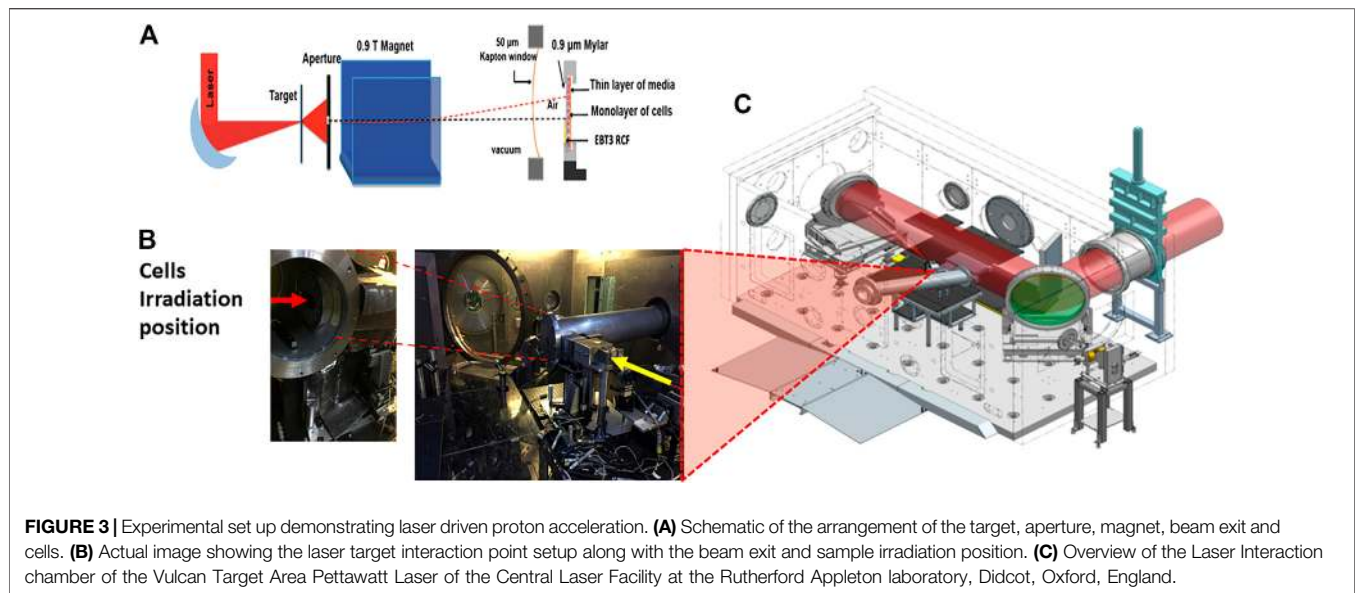 A
Laser
Target
Aperture
0.9 T Magnet
50 μm
Kapton window
0.9 μm Mylar
Thin layer of media
Air
Monolayer of cells
EBT3 RCF
vacuum
B
Cells
Irradiation
position
C
FIGURE 3 | Experimental set up demonstrating laser driven proton acceleration. (A) Schematic of the arrangement of the target, aperture, magnet, beam exit and
cells. (B) Actual image showing the laser target interaction point setup along with the beam exit and sample irradiation position. (C) Overview of the Laser Interaction
chamber of the Vulcan Target Area Pettawatt Laser of the Central Laser Facility at the Rutherford Appleton laboratory, Didcot, Oxford, England.